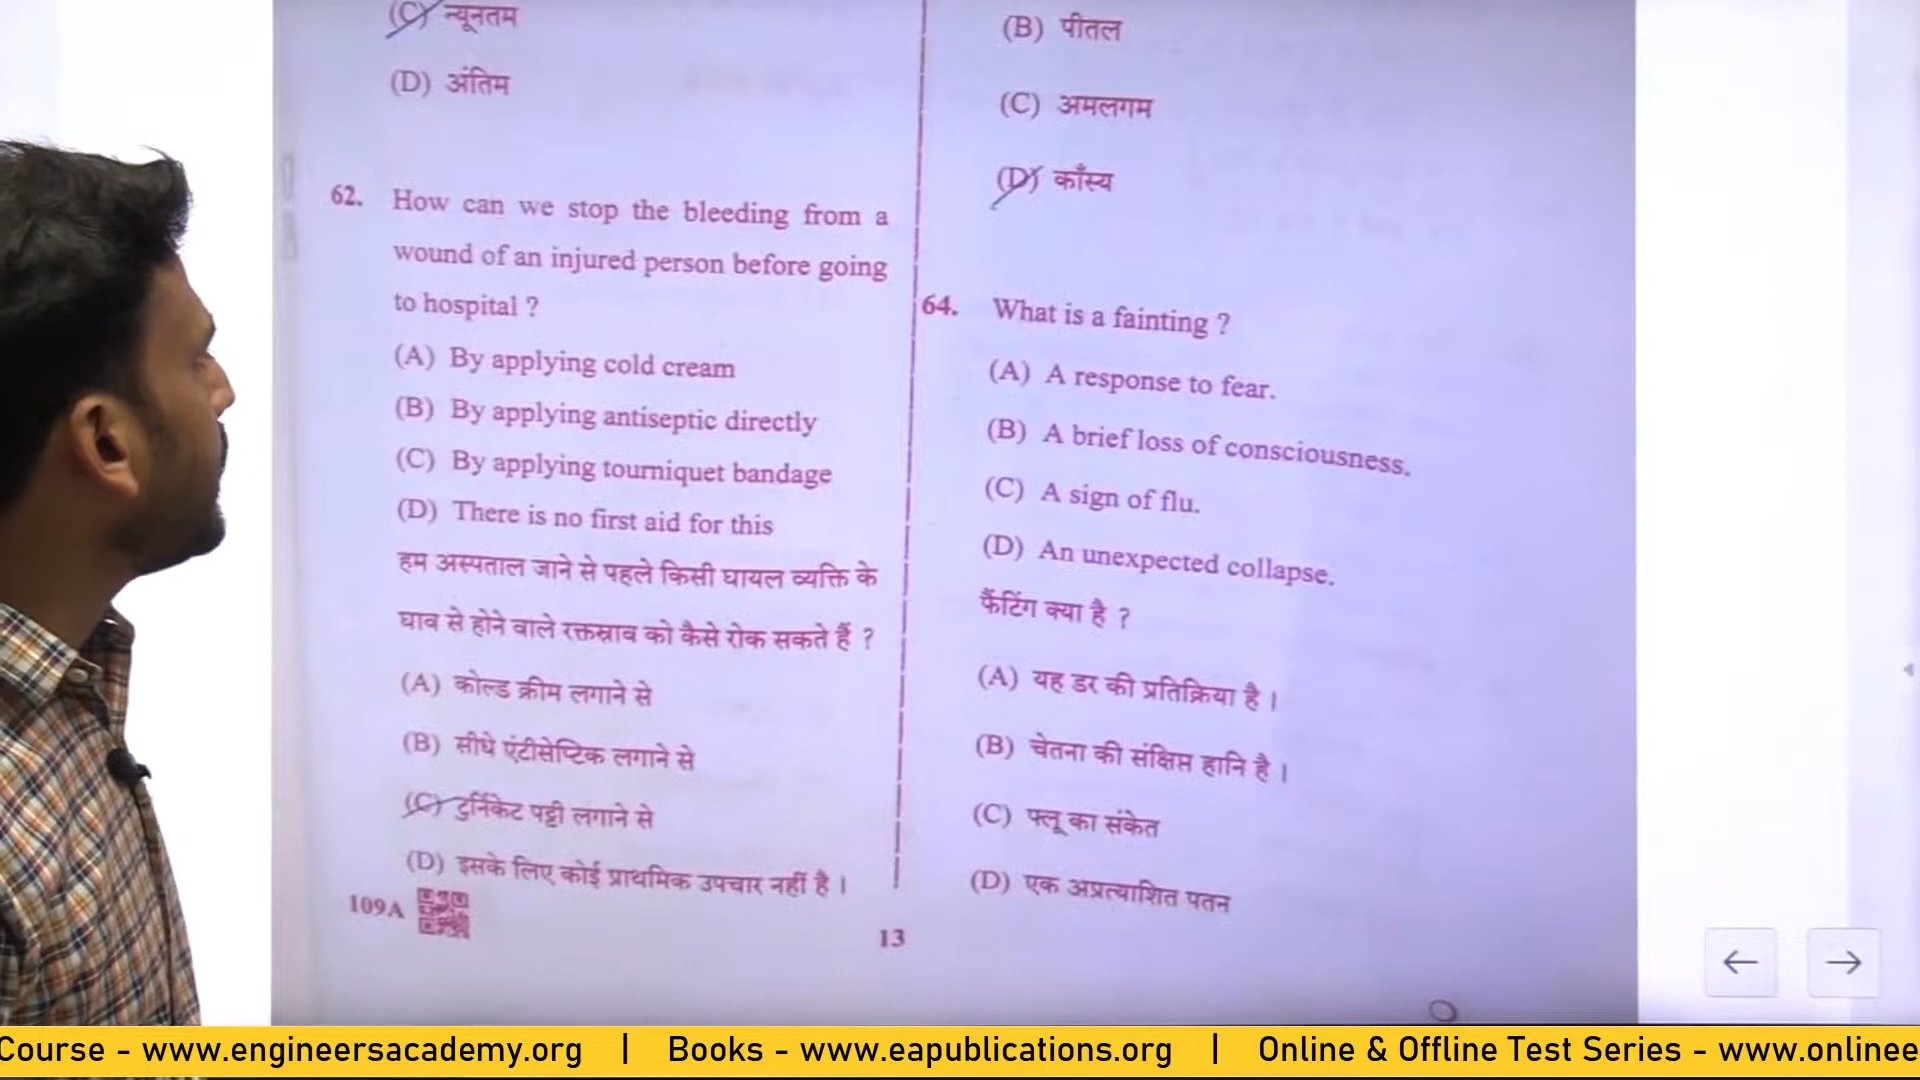 (C) न्यूनतम
(D) अंतिम
62. How can we stop the bleeding from a
wound of an injured person before going
to hospital ?
(A) By applying cold cream
(B) By applying antiseptic directly
(C) By applying tourniquet bandage
(D) There is no first aid for this
हम अस्पताल जाने से पहले किसी घायल व्यक्ति के
घाव से होने वाले रक्तस्राव को कैसे रोक सकते हैं ?
(A) कोल्ड क्रीम लगाने से
(B) सीधे एंटीसेप्टिक लगाने से
(C) टुर्निकेट पट्टी लगाने से
(D) इसके लिए कोई प्राथमिक उपचार नहीं है ।
109A
13
(B) पीतल
(C) अमलगम
(D) काँस्य
64. What is a fainting ?
(A) A response to fear.
(B) A brief loss of consciousness.
(C) A sign of flu.
(D) An unexpected collapse.
फैंटिंग क्या है ?
(A) यह डर की प्रतिक्रिया है ।
(B) चेतना की संक्षिप्त हानि है ।
(C) फ्लू का संकेत
(D) एक अप्रत्याशित पतन
Course - www.engineersacademy.org | Books - www.eapublications.org | Online & Offline Test Series - www.onlinee